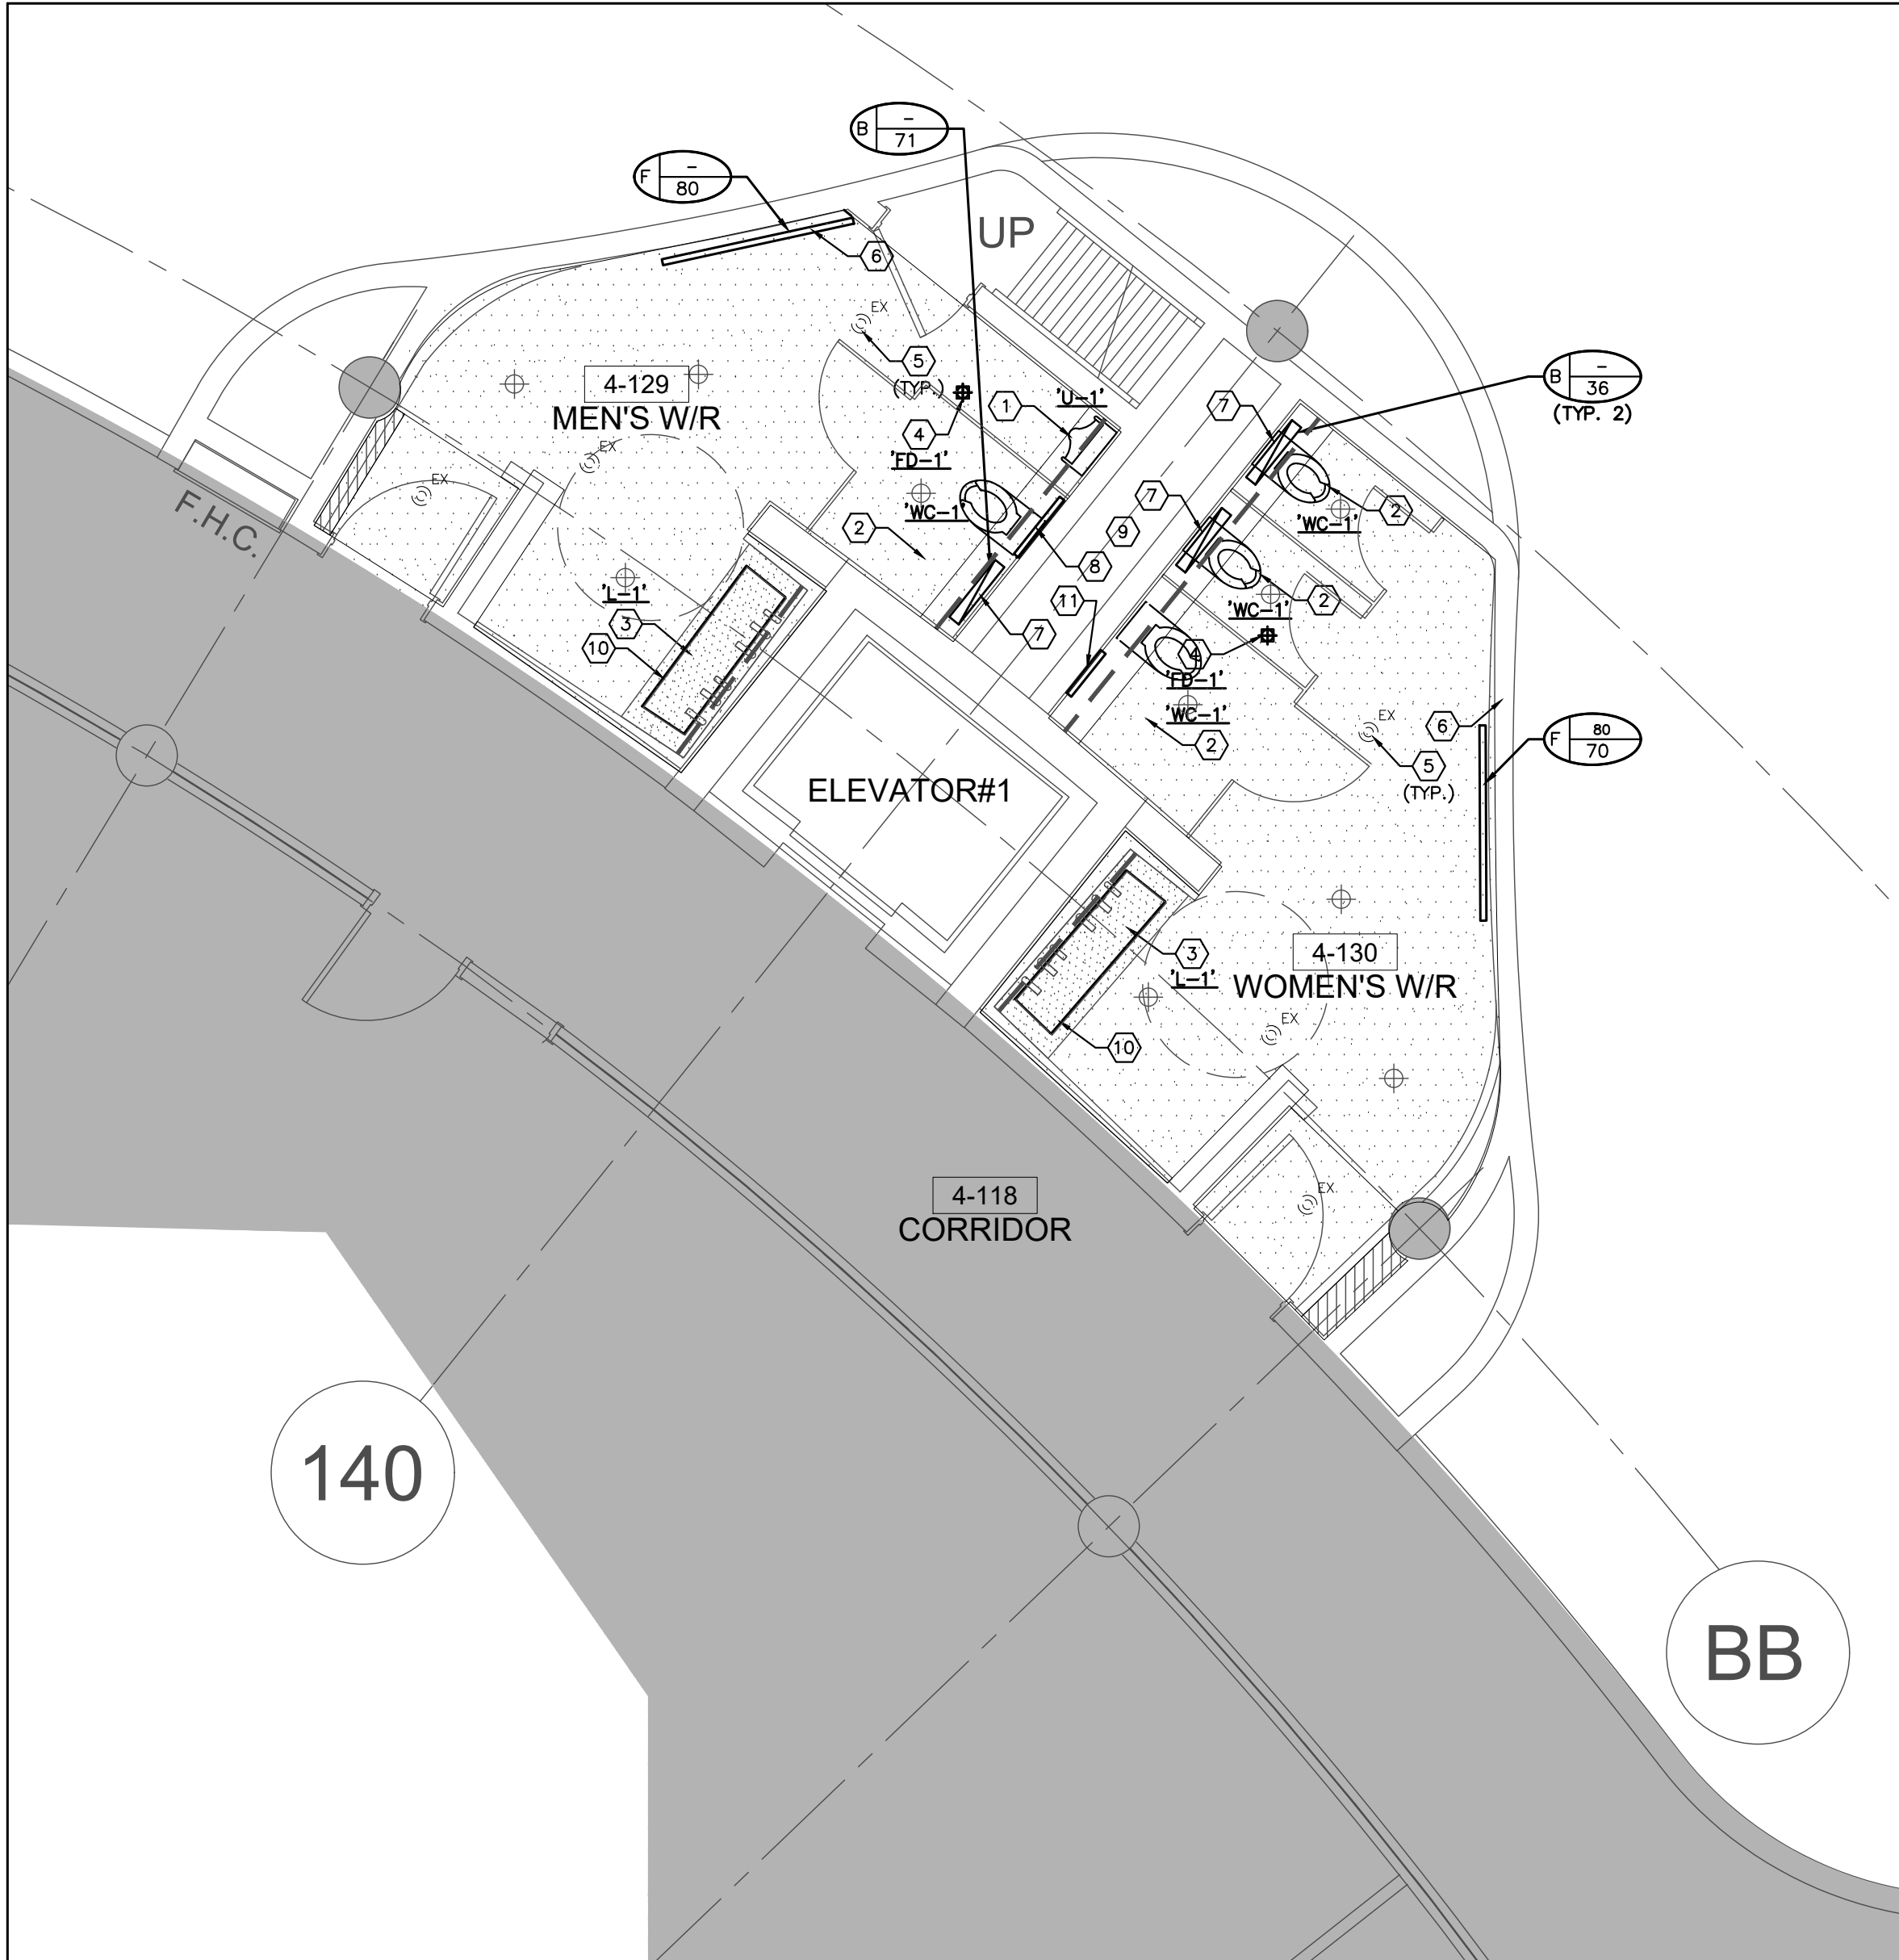 B
-
71
F
-
80
UP
6
EX
5
(TYP.)
B
-
36
(TYP. 2)
4-129
MEN'S W/R
1
'U-1'
7
4
'FD-1'
EX
EX
F.H.C.
'WC-1'
2
7
9
'WC-1'
2
8
11
'L-1'
3
10
7
'WC-1'
2
4
'FD-1'
'WC-1'
2
EX
6
5
(TYP.)
F
80
70
ELEVATOR#1
3
'L-1'
4-130
WOMEN'S W/R
10
EX
EX
4-118
CORRIDOR
140
BB